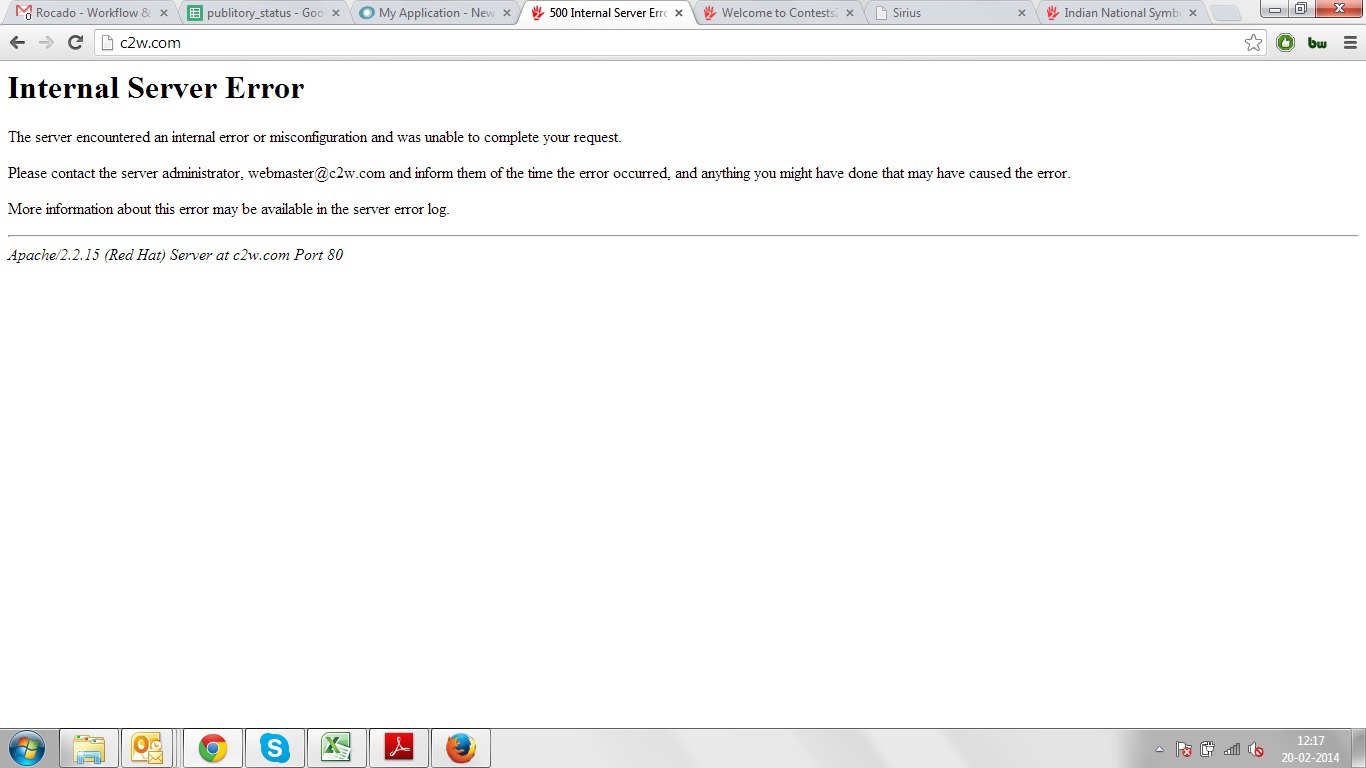 Rocado - Workflow &
publitory_status - Goo
My Application - New
500 Internal Server Erro
Welcome to Contests
Sirius
Indian National Symb
c2w.com
bw
Internal Server Error
The server encountered an internal error or misconfiguration and was unable to complete your request.
Please contact the server administrator, webmaster@c2w.com and inform them of the time the error occurred, and anything you might have done that may have caused the error.
More information about this error may be available in the server error log.
Apache/2.2.15 (Red Hat) Server at c2w.com Port 80
12:17
20-02-2014